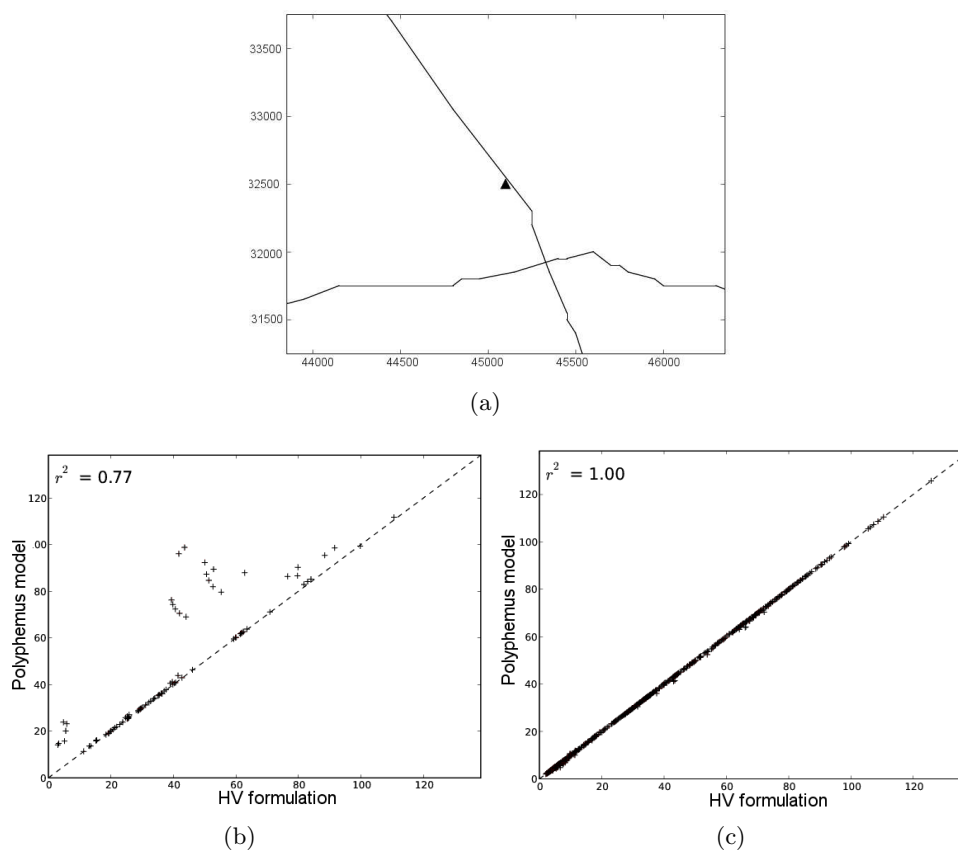 33500
33000
32500
32000
31500
44000 44500 45000 45500 46000
(a)
r² = 0.77
120
00
80
60
40
20
0
0 20 40 60 80 100 120
Polyphemus model
HV formulation
(b)
r² = 1.00
120
100
80
60
40
20
0
0 20 40 60 80 100 120
Polyphemus model
HV formulation
(c)